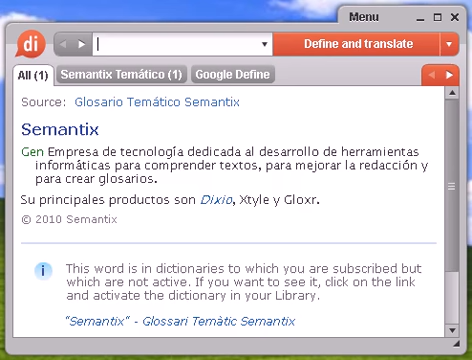 Menu
di
Define and translate
All (1)
Semantix Temático (1)
Google Define
Source: Glosario Temático Semantix
Semantix
Gen Empresa de tecnología dedicada al desarrollo de herramientas
informáticas para comprender textos, para mejorar la redacción y
para crear glosarios.
Su principales productos son Dixio, Xtyle y Gloxr.
© 2010 Semantix
i
This word is in dictionaries to which you are subscribed but
which are not active. If you want to see it, click on the link
and activate the dictionary in your Library.
"Semantix" - Glossari Temàtic Semantix